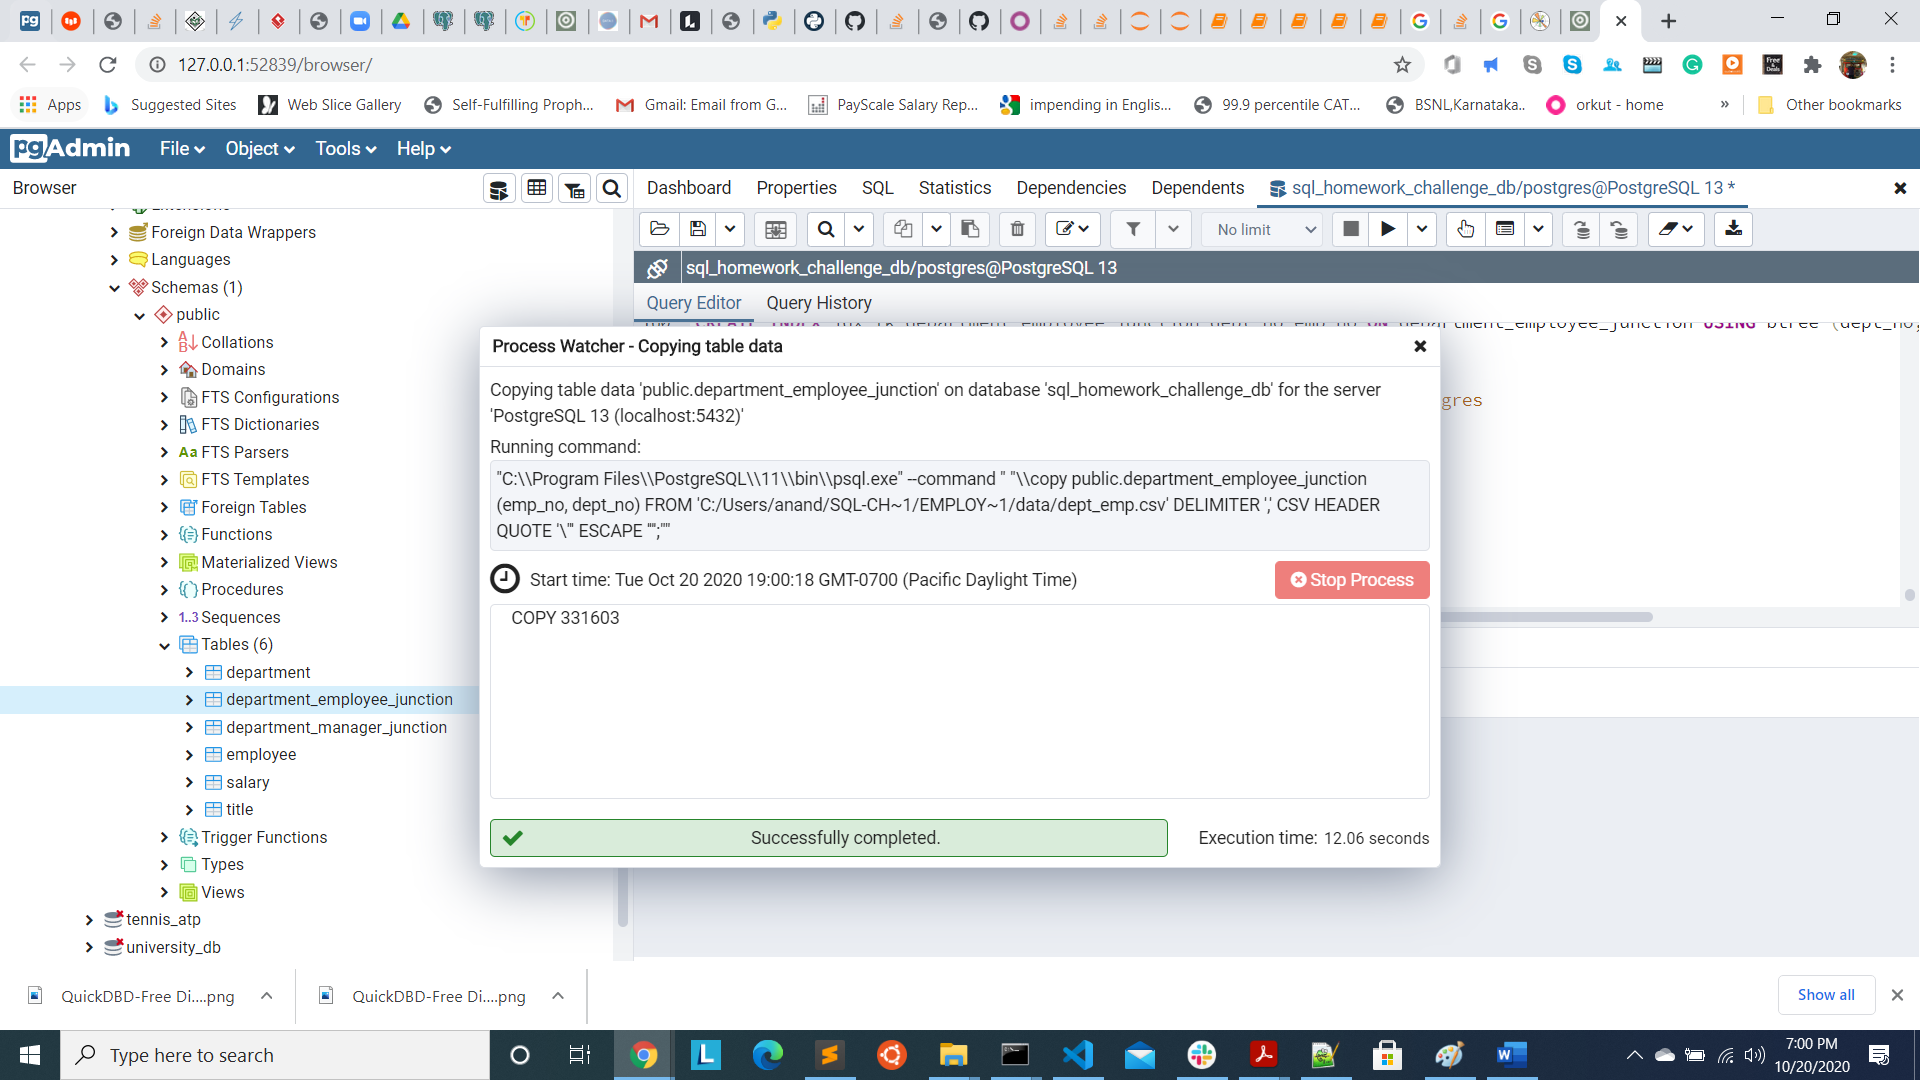 127.0.0.1:52839/browser/
Apps
Suggested Sites
Web Slice Gallery
Self-Fulfilling Proph...
Gmail: Email from G...
PayScale Salary Rep...
impending in Englis...
99.9 percentile CAT...
BSNL,Karnataka..
orkut - home
»
Other bookmarks
pgAdmin
File
Object
Tools
Help
Browser
Dashboard
Properties
SQL
Statistics
Dependencies
Dependents
sql_homework_challenge_db/postgres@PostgreSQL 13 *
No limit
sql_homework_challenge_db/postgres@PostgreSQL 13
Query Editor
Query History
Extensions
Foreign Data Wrappers
Languages
Schemas (1)
public
Collations
Domains
FTS Configurations
FTS Dictionaries
Aa FTS Parsers
FTS Templates
Foreign Tables
Functions
Materialized Views
Procedures
1..3 Sequences
Tables (6)
department
department_employee_junction
department_manager_junction
employee
salary
title
Trigger Functions
Types
Views
tennis_atp
university_db
Process Watcher - Copying table data
Copying table data 'public.department_employee_junction' on database 'sql_homework_challenge_db' for the server
'PostgreSQL 13 (localhost:5432)'
Running command:
"C:\\Program Files\\PostgreSQL\\11\\bin\\psql.exe" --command " "\\copy public.department_employee_junction
(emp_no, dept_no) FROM 'C:/Users/anand/SQL-CH~1/EMPLOY~1/data/dept_emp.csv' DELIMITER ',' CSV HEADER
QUOTE '\"' ESCAPE '''';""
Start time: Tue Oct 20 2020 19:00:18 GMT-0700 (Pacific Daylight Time)
Stop Process
COPY 331603
Successfully completed.
Execution time: 12.06 seconds
QuickDBD-Free Di....png
QuickDBD-Free Di....png
Show all
Type here to search
7:00 PM
10/20/2020